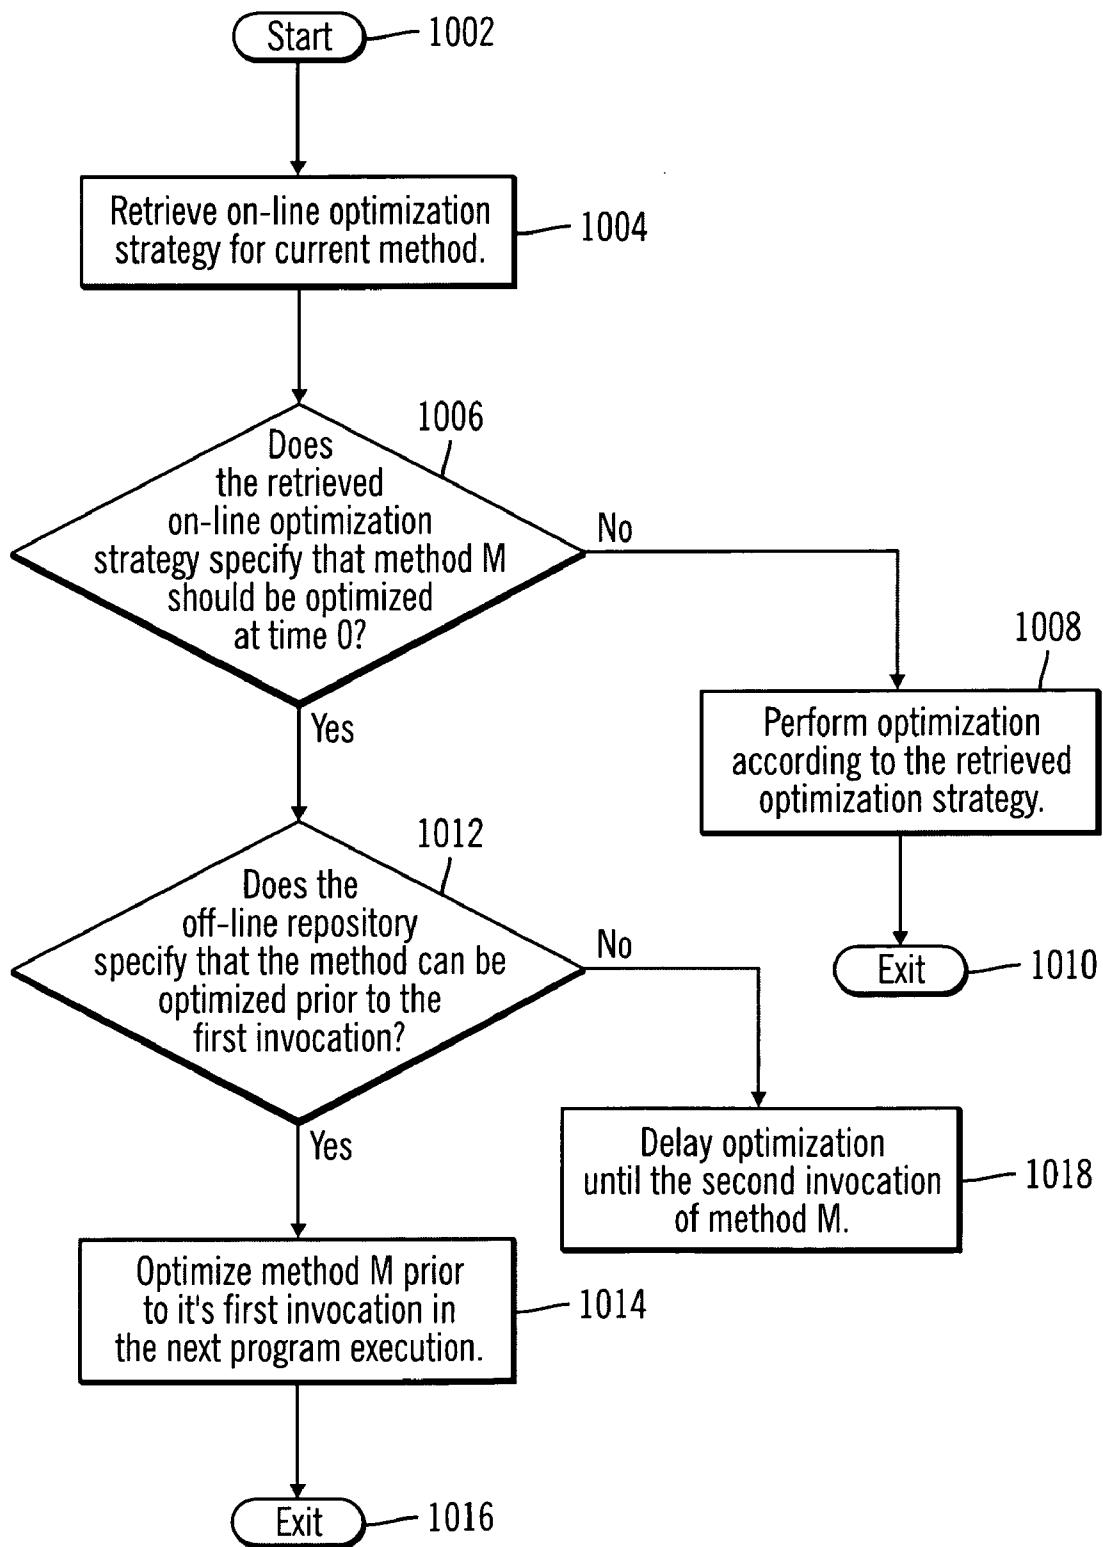 Start
1002
Retrieve on-line optimization
strategy for current method.
1004
1006
Does
the retrieved
on-line optimization
strategy specify that method M
should be optimized
at time 0?
No
Yes
1008
Perform optimization
according to the retrieved
optimization strategy.
Exit
1010
1012
Does the
off-line repository
specify that the method can be
optimized prior to the
first invocation?
No
Yes
Delay optimization
until the second invocation
of method M.
1018
Optimize method M prior
to it's first invocation in
the next program execution.
1014
Exit
1016